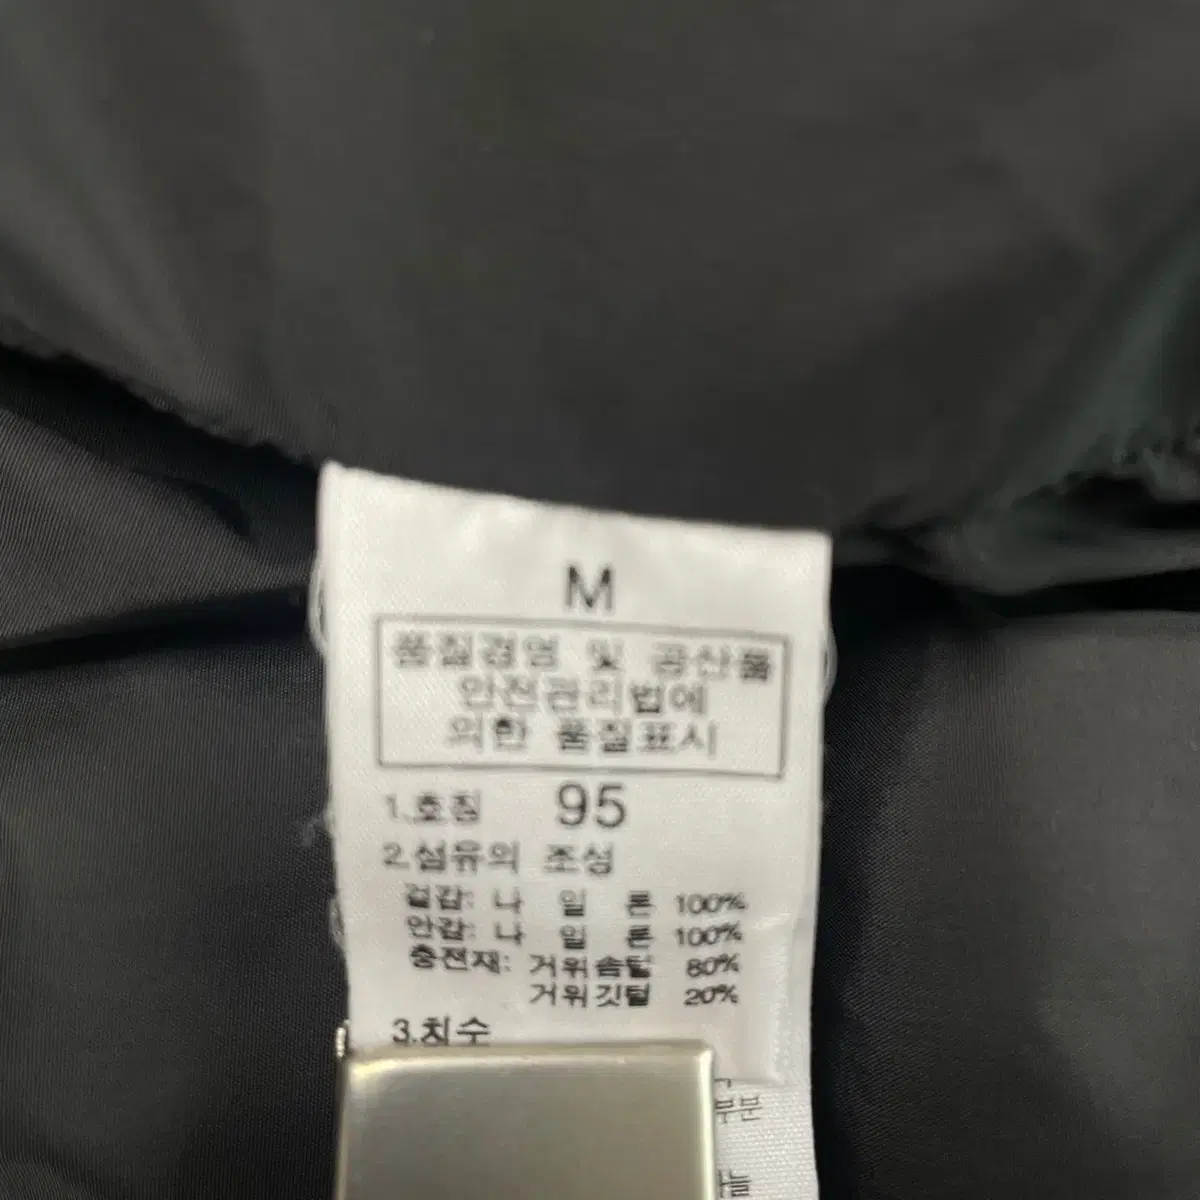 M
품질경영 및 공산품
안전관리법에
의한 품질표시
1.호칭 95
2.섬유의 조성
겉감: 나 일 론 100%
안감: 나 일 론 100%
충전재: 거위솜털 80%
거위깃털 20%
3.치수
부분